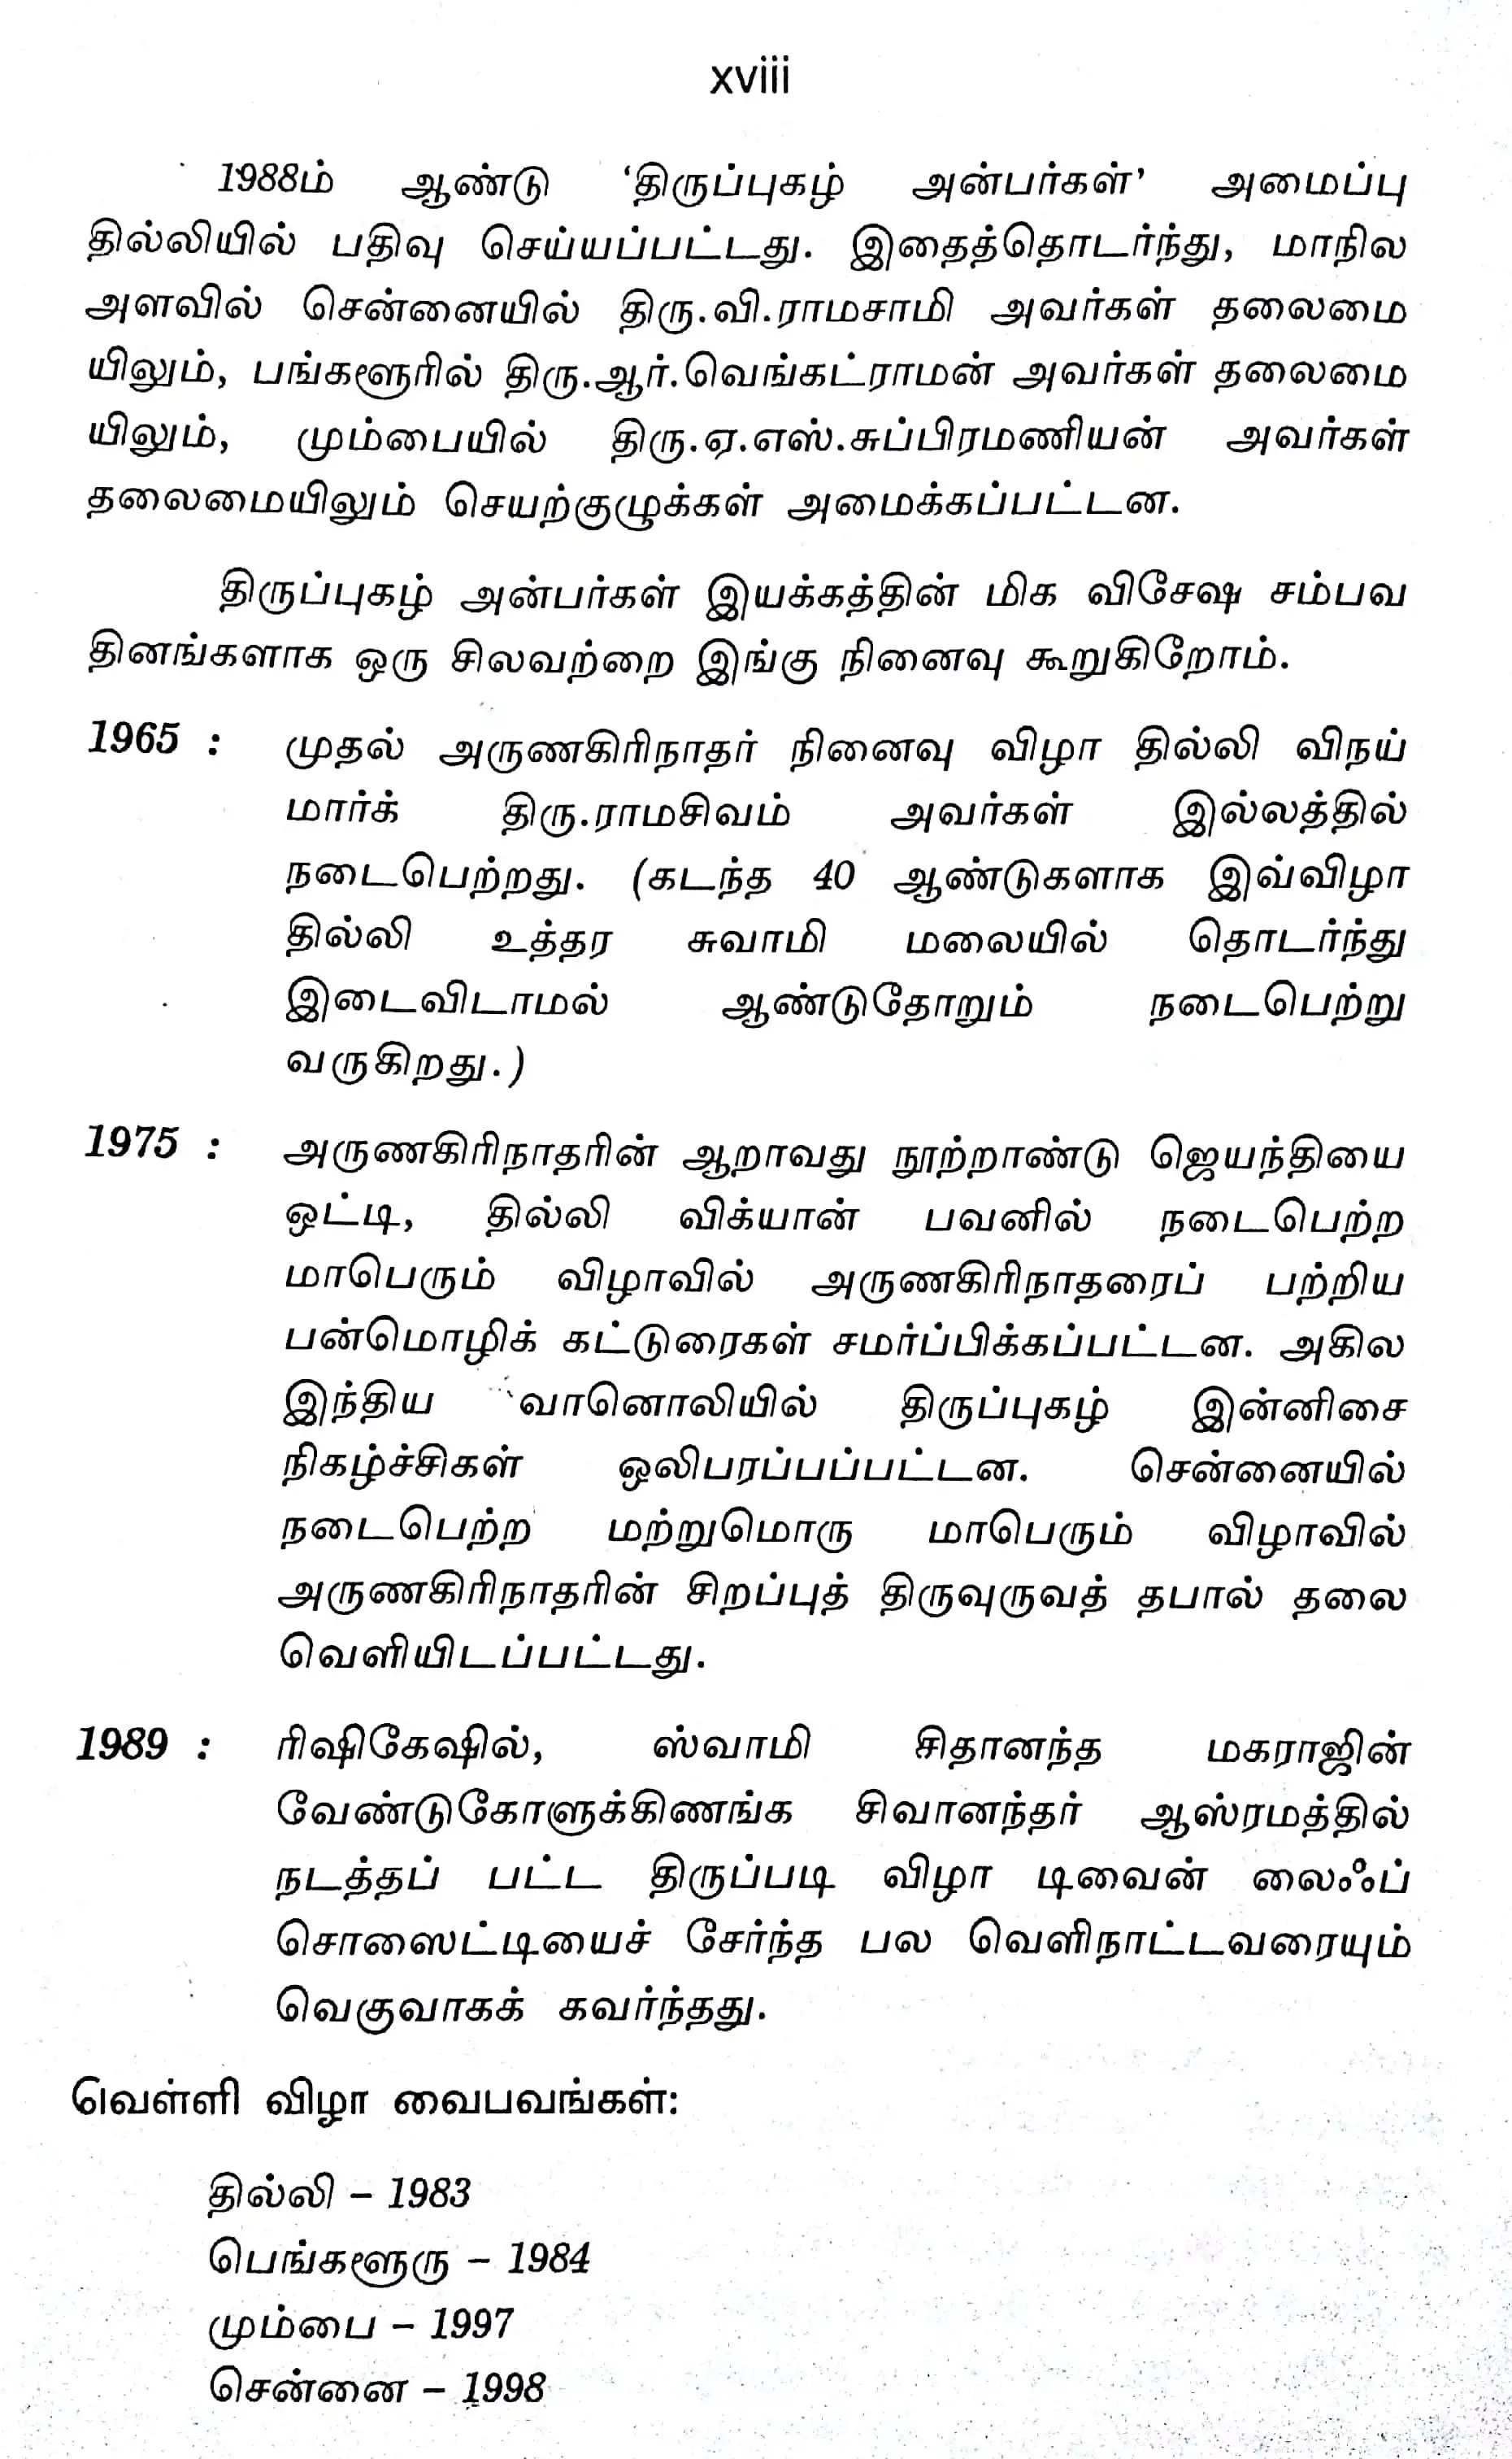 xviii
1988ம் ஆண்டு ‘திருப்புகழ் அன்பர்கள்’ அமைப்பு
தில்லியில் பதிவு செய்யப்பட்டது. இதைத்தொடர்ந்து, மாநில
அளவில் சென்னையில் திரு.வி.ராமசாமி அவர்கள் தலைமை
யிலும், பங்களூரில் திரு.ஆர்.வெங்கட்ராமன் அவர்கள் தலைமை
யிலும், மும்பையில் திரு.ஏ.எஸ்.சுப்பிரமணியன் அவர்கள்
தலைமையிலும் செயற்குழுக்கள் அமைக்கப்பட்டன.
திருப்புகழ் அன்பர்கள் இயக்கத்தின் மிக விசேஷ சம்பவ
தினங்களாக ஒரு சிலவற்றை இங்கு நினைவு கூறுகிறோம்.
1965 : முதல் அருணகிரிநாதர் நினைவு விழா தில்லி விநய்
மார்க் திரு.ராமசிவம் அவர்கள் இல்லத்தில்
நடைபெற்றது. (கடந்த 40 ஆண்டுகளாக இவ்விழா
தில்லி உத்தர சுவாமி மலையில் தொடர்ந்து
இடைவிடாமல் ஆண்டுதோறும் நடைபெற்று
வருகிறது.)
1975 : அருணகிரிநாதரின் ஆறாவது நூற்றாண்டு ஜெயந்தியை
ஒட்டி, தில்லி விக்யான் பவனில் நடைபெற்ற
மாபெரும் விழாவில் அருணகிரிநாதரைப் பற்றிய
பன்மொழிக் கட்டுரைகள் சமர்ப்பிக்கப்பட்டன. அகில
இந்திய வானொலியில் திருப்புகழ் இன்னிசை
நிகழ்ச்சிகள் ஒலிபரப்பப்பட்டன. சென்னையில்
நடைபெற்ற மற்றுமொரு மாபெரும் விழாவில்
அருணகிரிநாதரின் சிறப்புத் திருவுருவத் தபால் தலை
வெளியிடப்பட்டது.
1989 : ரிஷிகேஷில், ஸ்வாமி சிதானந்த மகராஜின்
வேண்டுகோளுக்கிணங்க சிவானந்தர் ஆஸ்ரமத்தில்
நடத்தப் பட்ட திருப்படி விழா டிவைன் லைஃப்
சொஸைட்டியைச் சேர்ந்த பல வெளிநாட்டவரையும்
வெகுவாகக் கவர்ந்தது.
வெள்ளி விழா வைபவங்கள்:
தில்லி – 1983
பெங்களூரு – 1984
மும்பை – 1997
சென்னை – 1998